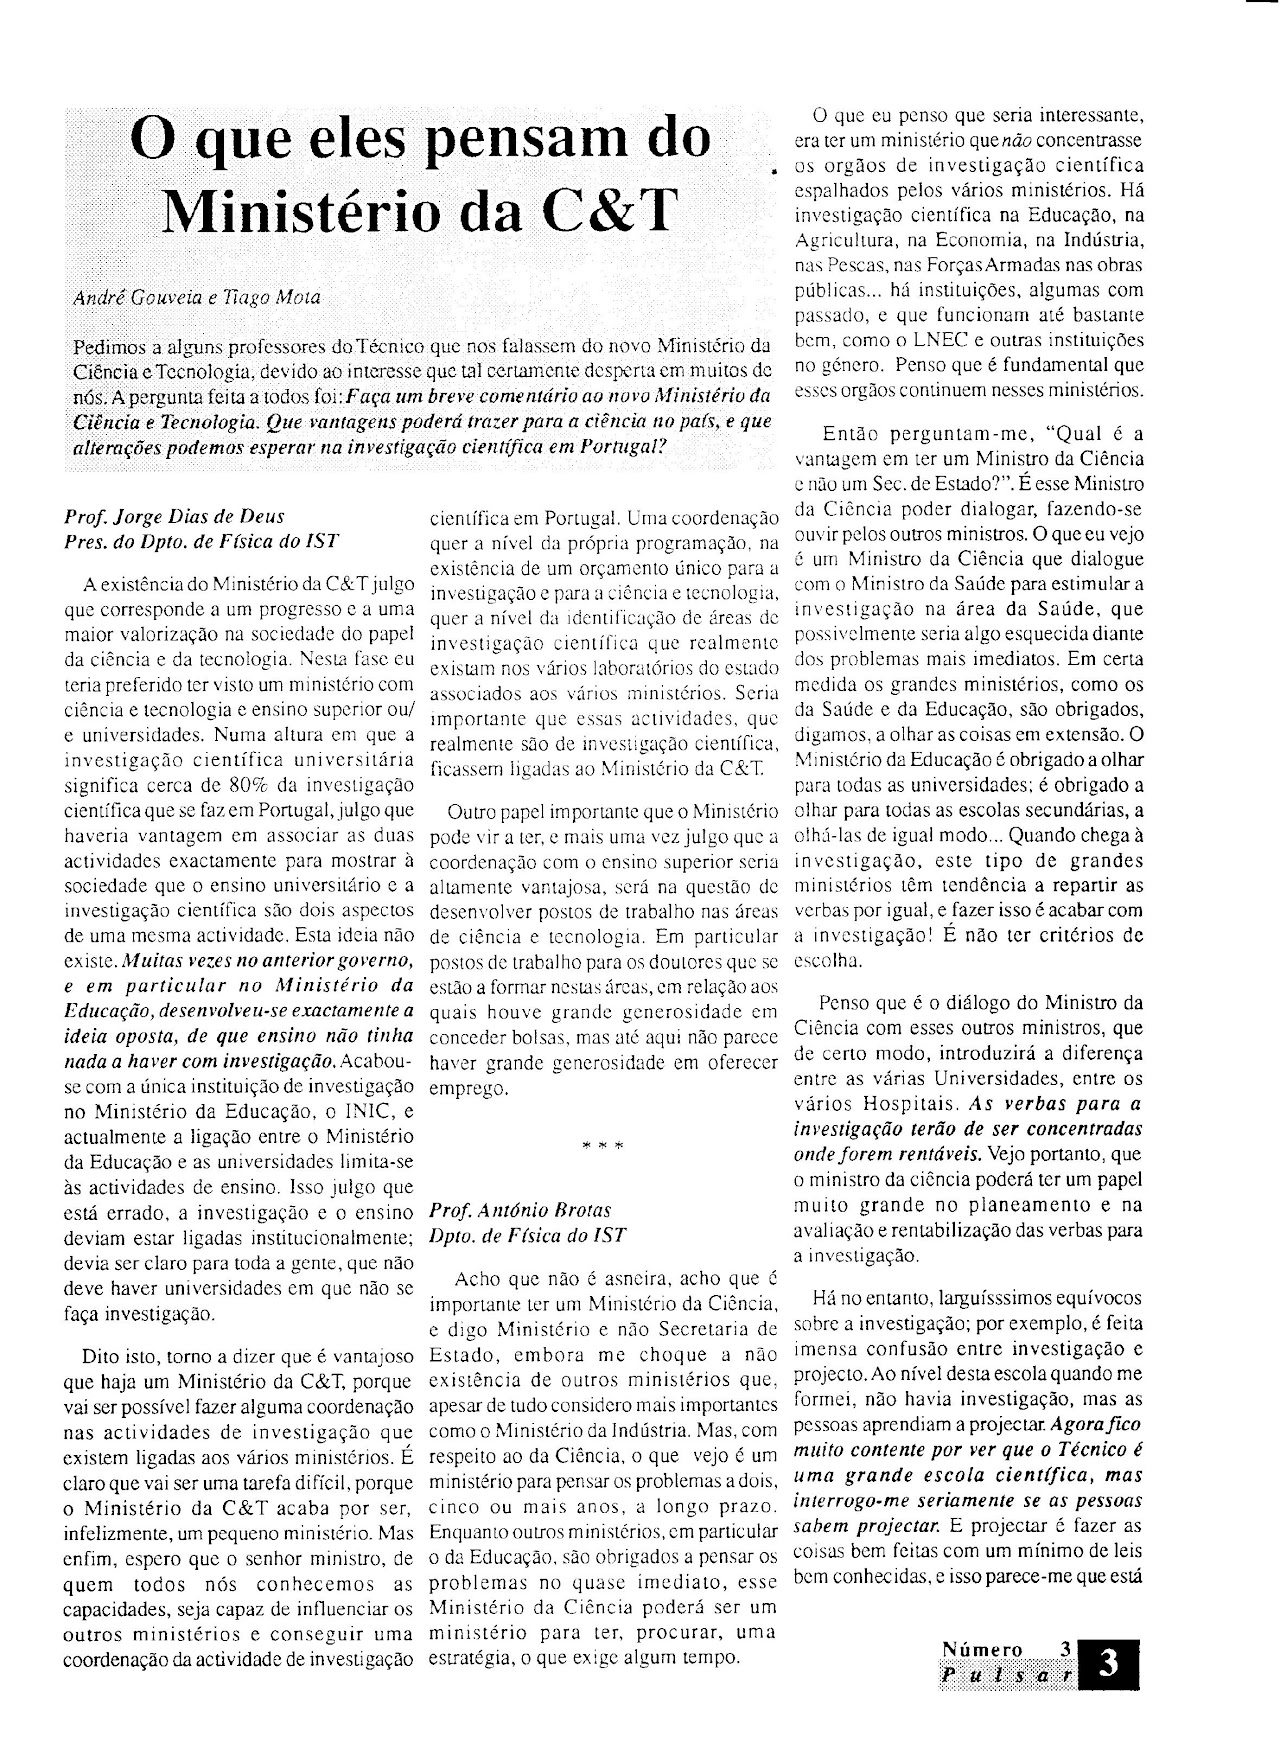 O que eles pensam do
Ministério da C&T
André Gouveia e Tiago Mota
Pedimos a alguns professores do Técnico que nos falassem do novo Ministério da
Ciência e Tecnologia, devido ao interesse que tal certamente desperta em muitos de
nós. A pergunta feita a todos foi: Faça um breve comentário ao novo Ministério da
Ciência e Tecnologia. Que vantagens poderá trazer para a ciência no país, e que
alterações podemos esperar na investigação científica em Portugal?
Prof. Jorge Dias de Deus
Pres. do Dpto. de Física do IST
A existência do Ministério da C&T julgo
que corresponde a um progresso e a uma
maior valorização na sociedade do papel
da ciência e da tecnologia. Nesta fase eu
teria preferido ter visto um ministério com
ciência e tecnologia e ensino superior ou/
e universidades. Numa altura em que a
investigação científica universitária
significa cerca de 80% da investigação
científica que se faz em Portugal, julgo que
haveria vantagem em associar as duas
actividades exactamente para mostrar à
sociedade que o ensino universitário e a
investigação científica são dois aspectos
de uma mesma actividade. Esta ideia não
existe. Muitas vezes no anterior governo,
e em particular no Ministério da
Educação, desenvolveu-se exactamente a
ideia oposta, de que ensino não tinha
nada a haver com investigação. Acabou-
se com a única instituição de investigação
no Ministério da Educação, o INIC, e
actualmente a ligação entre o Ministério
da Educação e as universidades limita-se
às actividades de ensino. Isso julgo que
está errado, a investigação e o ensino
deviam estar ligadas institucionalmente;
devia ser claro para toda a gente, que não
deve haver universidades em que não se
faça investigação.
Dito isto, torno a dizer que é vantajoso
que haja um Ministério da C&T, porque
vai ser possível fazer alguma coordenação
nas actividades de investigação que
existem ligadas aos vários ministérios. É
claro que vai ser uma tarefa difícil, porque
o Ministério da C&T acaba por ser,
infelizmente, um pequeno ministério. Mas
enfim, espero que o senhor ministro, de
quem todos nós conhecemos as
capacidades, seja capaz de influenciar os
outros ministérios e conseguir uma
coordenação da actividade de investigação
científica em Portugal. Uma coordenação
quer a nível da própria programação, na
existência de um orçamento único para a
investigação e para a ciência e tecnologia,
quer a nível da identificação de áreas de
investigação científica que realmente
existam nos vários laboratórios do estado
associados aos vários ministérios. Seria
importante que essas actividades, que
realmente são de investigação científica,
ficassem ligadas ao Ministério da C&T.
Outro papel importante que o Ministério
pode vir a ter, e mais uma vez julgo que a
coordenação com o ensino superior seria
altamente vantajosa, será na questão de
desenvolver postos de trabalho nas áreas
de ciência e tecnologia. Em particular
postos de trabalho para os doutores que se
estão a formar nestas áreas, em relação aos
quais houve grande generosidade em
conceder bolsas, mas até aqui não parece
haver grande generosidade em oferecer
emprego.
* * *
Prof. António Brotas
Dpto. de Física do IST
Acho que não é asneira, acho que é
importante ter um Ministério da Ciência,
e digo Ministério e não Secretaria de
Estado, embora me choque a não
existência de outros ministérios que,
apesar de tudo considero mais importantes
como o Ministério da Indústria. Mas, com
respeito ao da Ciência, o que vejo é um
ministério para pensar os problemas a dois,
cinco ou mais anos, a longo prazo.
Enquanto outros ministérios, em particular
o da Educação, são obrigados a pensar os
problemas no quase imediato, esse
Ministério da Ciência poderá ser um
ministério para ter, procurar, uma
estratégia, o que exige algum tempo.
O que eu penso que seria interessante,
era ter um ministério que não concentrasse
os orgãos de investigação científica
espalhados pelos vários ministérios. Há
investigação científica na Educação, na
Agricultura, na Economia, na Indústria,
nas Pescas, nas Forças Armadas nas obras
públicas... há instituições, algumas com
passado, e que funcionam até bastante
bem, como o LNEC e outras instituições
no género. Penso que é fundamental que
esses orgãos continuem nesses ministérios.
Então perguntam-me, “Qual é a
vantagem em ter um Ministro da Ciência
e não um Sec. de Estado?”. É esse Ministro
da Ciência poder dialogar, fazendo-se
ouvir pelos outros ministros. O que eu vejo
é um Ministro da Ciência que dialogue
com o Ministro da Saúde para estimular a
investigação na área da Saúde, que
possivelmente seria algo esquecida diante
dos problemas mais imediatos. Em certa
medida os grandes ministérios, como os
da Saúde e da Educação, são obrigados,
digamos, a olhar as coisas em extensão. O
Ministério da Educação é obrigado a olhar
para todas as universidades; é obrigado a
olhar para todas as escolas secundárias, a
olhá-las de igual modo... Quando chega à
investigação, este tipo de grandes
ministérios têm tendência a repartir as
verbas por igual, e fazer isso é acabar com
a investigação! É não ter critérios de
escolha.
Penso que é o diálogo do Ministro da
Ciência com esses outros ministros, que
de certo modo, introduzirá a diferença
entre as várias Universidades, entre os
vários Hospitais. As verbas para a
investigação terão de ser concentradas
onde forem rentáveis. Vejo portanto, que
o ministro da ciência poderá ter um papel
muito grande no planeamento e na
avaliação e rentabilização das verbas para
a investigação.
Há no entanto, larguísssimos equívocos
sobre a investigação; por exemplo, é feita
imensa confusão entre investigação e
projecto. Ao nível desta escola quando me
formei, não havia investigação, mas as
pessoas aprendiam a projectar. Agora fico
muito contente por ver que o Técnico é
uma grande escola científica, mas
interrogo-me seriamente se as pessoas
sabem projectar. E projectar é fazer as
coisas bem feitas com um mínimo de leis
bem conhecidas, e isso parece-me que está
Número 3
Pulsar
3